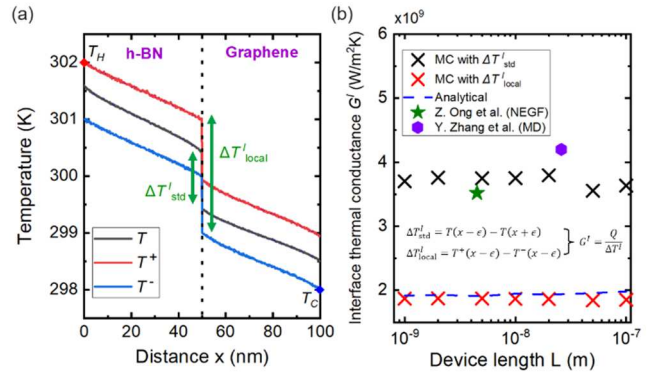 (a)
h-BN
Graphene
T_H
302
301
300
299
298
Temperature (K)
ΔT^I_local
ΔT^I_std
T
T^+
T^-
T_C
0
20
40
60
80
100
Distance x (nm)
(b)
×10^9
6
5
4
3
2
1
Interface thermal conductance G^I (W/m^2K)
MC with ΔT^I_std
MC with ΔT^I_local
Analytical
Z. Ong et al. (NEGF)
Y. Zhang et al. (MD)
ΔT^I_std = T(x − ϵ) − T(x + ϵ)
ΔT^I_local = T^+(x − ϵ) − T^-(x − ϵ)
G^I = Q/ΔT^I
10^-9
10^-8
10^-7
Device length L (m)